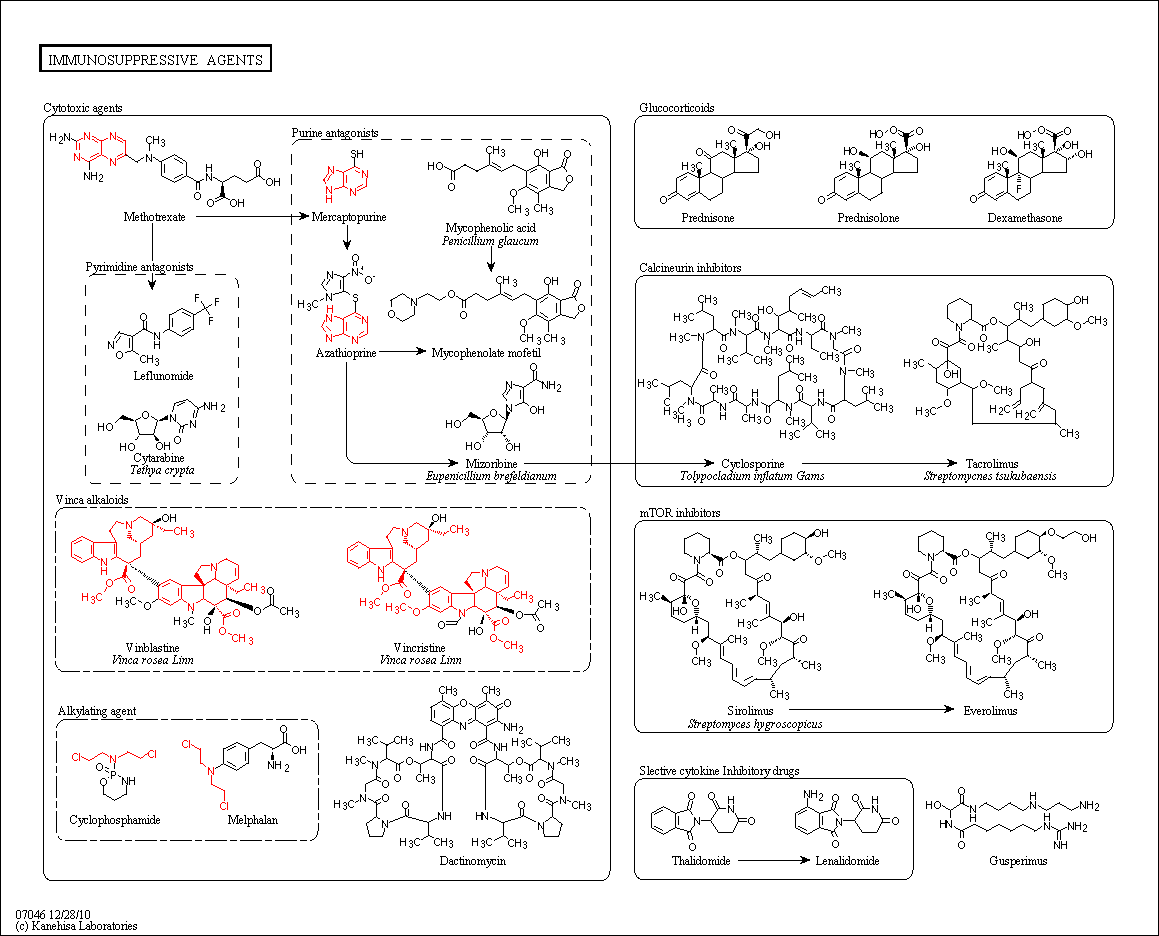 IMMUNOSUPPRESSIVE AGENTS
Cytotoxic agents
Purine antagonists
Methotrexate
Mercaptopurine
Mycophenolic acid
Penicillium glaucum
Pyrimidine antagonists
Leflunomide
Azathioprine
Mycophenolate mofetil
Cytarabine
Tethya crypta
Mizoribine
Eupenicillium brefeldianum
Vinca alkaloids
Vinblastine
Vinca rosea Linn
Vincristine
Vinca rosea Linn
Alkylating agent
Cyclophosphamide
Melphalan
Dactinomycin
Glucocorticoids
Prednisone
Prednisolone
Dexamethasone
Calcineurin inhibitors
Cyclosporine
Tolypocladium inflatum Gams
Tacrolimus
Streptomycnes tsukubaensis
mTOR inhibitors
Sirolimus
Streptomyces hygroscopicus
Everolimus
Slective cytokine Inhibitory drugs
Thalidomide
Lenalidomide
Gusperimus
07046 12/28/10
(c) Kanehisa Laboratories